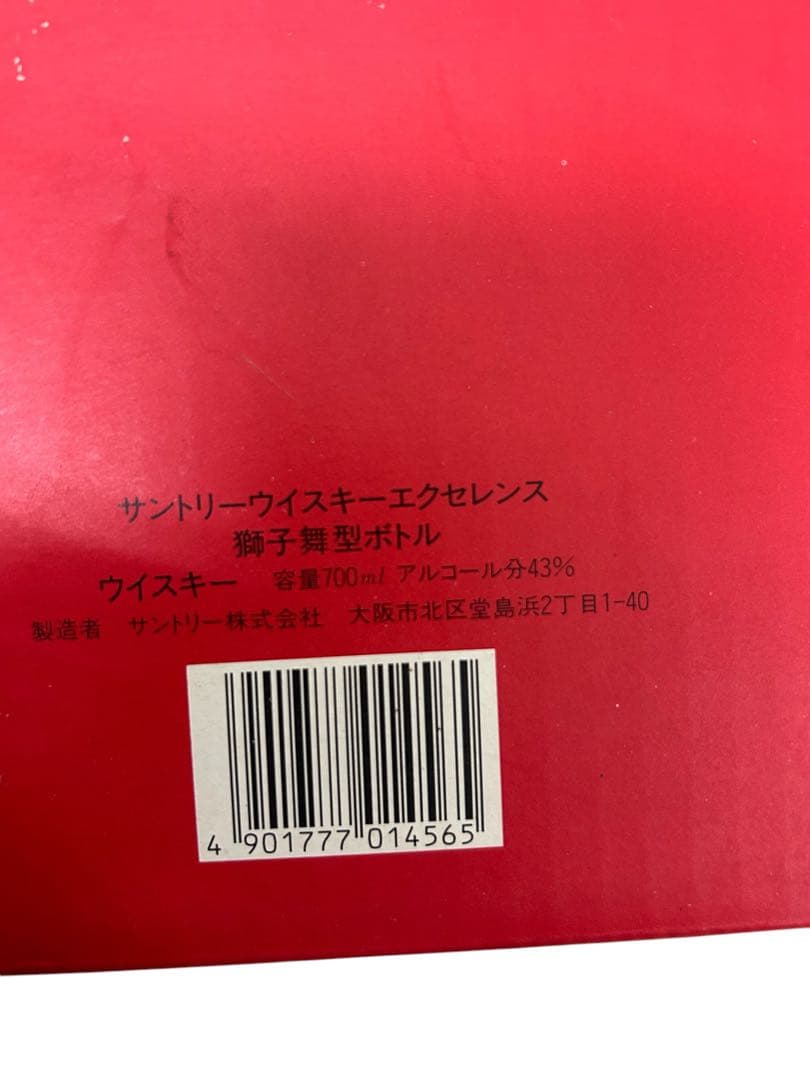 サントリーウイスキーエクセレンス
獅子舞型ボトル
ウイスキー 容量700ml アルコール分43%
製造者 サントリー株式会社 大阪市北区堂島浜2丁目1-40
4 901777 014565